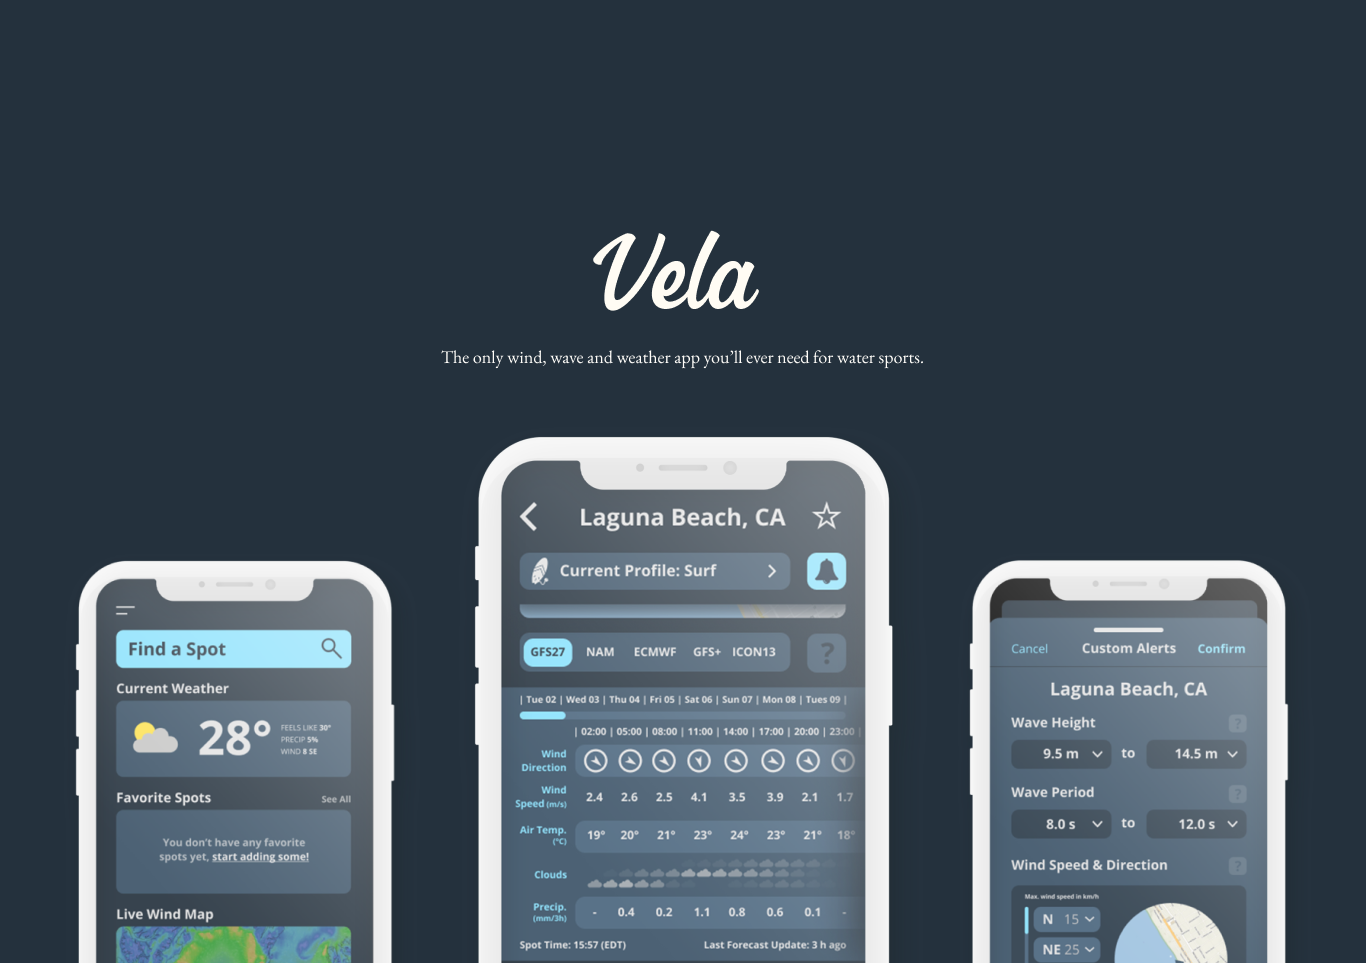 Vela
The only wind, wave and weather app you’ll ever need for water sports.
Find a Spot
Current Weather
28°
FEELS LIKE 30°
PRECIP 5%
WIND 8 SE
Favorite Spots
See All
You don't have any favorite
spots yet, start adding some!
Live Wind Map
Laguna Beach, CA
Current Profile: Surf
GFS27 NAM ECMWF GFS+ ICON13 ?
| Tue 02 | Wed 03 | Thu 04 | Fri 05 | Sat 06 | Sun 07 | Mon 08 | Tues 09 |
| 02:00 | 05:00 | 08:00 | 11:00 | 14:00 | 17:00 | 20:00 | 23:00 |
Wind
Direction
Wind
Speed (m/s) 2.4 2.6 2.5 4.1 3.5 3.9 2.1 1.7
Air Temp.
(°C) 19° 20° 21° 23° 24° 23° 21° 18°
Clouds
Precip.
(mm/3h) - 0.4 0.2 1.1 0.8 0.6 0.1 -
Spot Time: 15:57 (EDT) Last Forecast Update: 3 h ago
Cancel Custom Alerts Confirm
Laguna Beach, CA
Wave Height ?
9.5 m to 14.5 m
Wave Period ?
8.0 s to 12.0 s
Wind Speed & Direction ?
Max. wind speed in km/h
N 15
NE 25